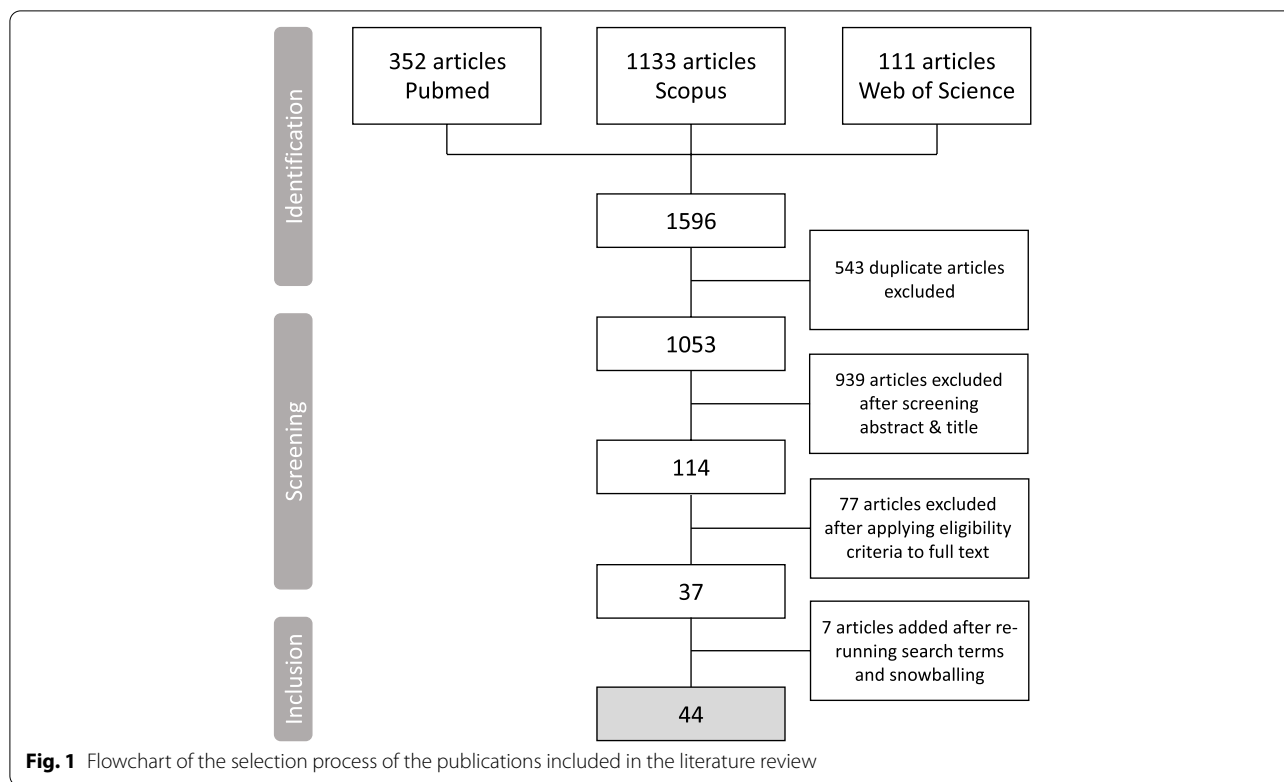 Identification
352 articles
Pubmed
1133 articles
Scopus
111 articles
Web of Science
1596
543 duplicate articles
excluded
Screening
1053
939 articles excluded
after screening
abstract & title
114
77 articles excluded
after applying eligibility
criteria to full text
37
Inclusion
7 articles added after re-
running search terms
and snowballing
44
Fig. 1 Flowchart of the selection process of the publications included in the literature review